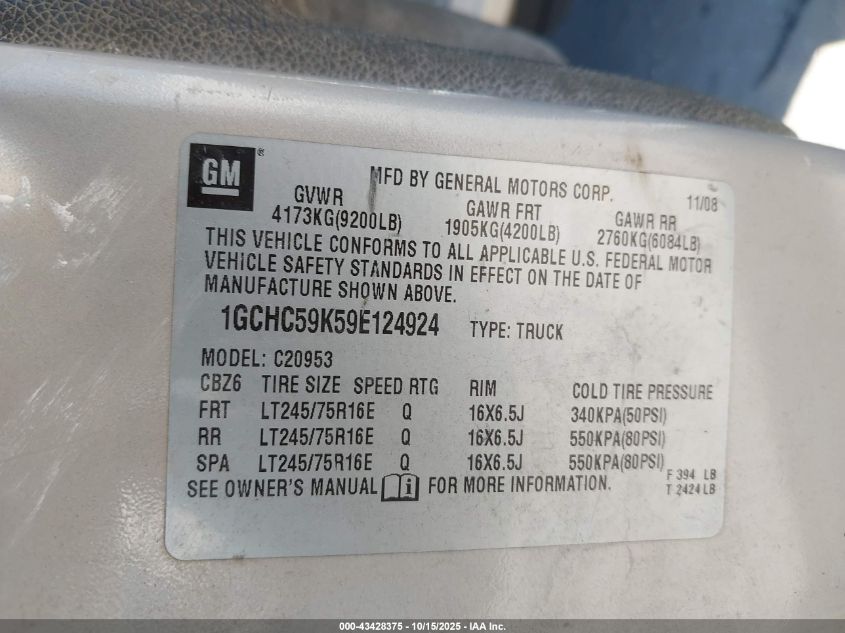 GM®
MFD BY GENERAL MOTORS CORP. 11/08
GVWR GAWR FRT GAWR RR
4173KG(9200LB) 1905KG(4200LB) 2760KG(6084LB)
THIS VEHICLE CONFORMS TO ALL APPLICABLE U.S. FEDERAL MOTOR
VEHICLE SAFETY STANDARDS IN EFFECT ON THE DATE OF
MANUFACTURE SHOWN ABOVE.
1GCHC59K59E124924 TYPE: TRUCK
MODEL: C20953
CBZ6 TIRE SIZE SPEED RTG RIM COLD TIRE PRESSURE
FRT LT245/75R16E Q 16X6.5J 340KPA(50PSI)
RR LT245/75R16E Q 16X6.5J 550KPA(80PSI)
SPA LT245/75R16E Q 16X6.5J 550KPA(80PSI)
F 394 LB
SEE OWNER'S MANUAL i FOR MORE INFORMATION.
T 2424 LB
000-43428375 - 10/15/2025 - IAA Inc.